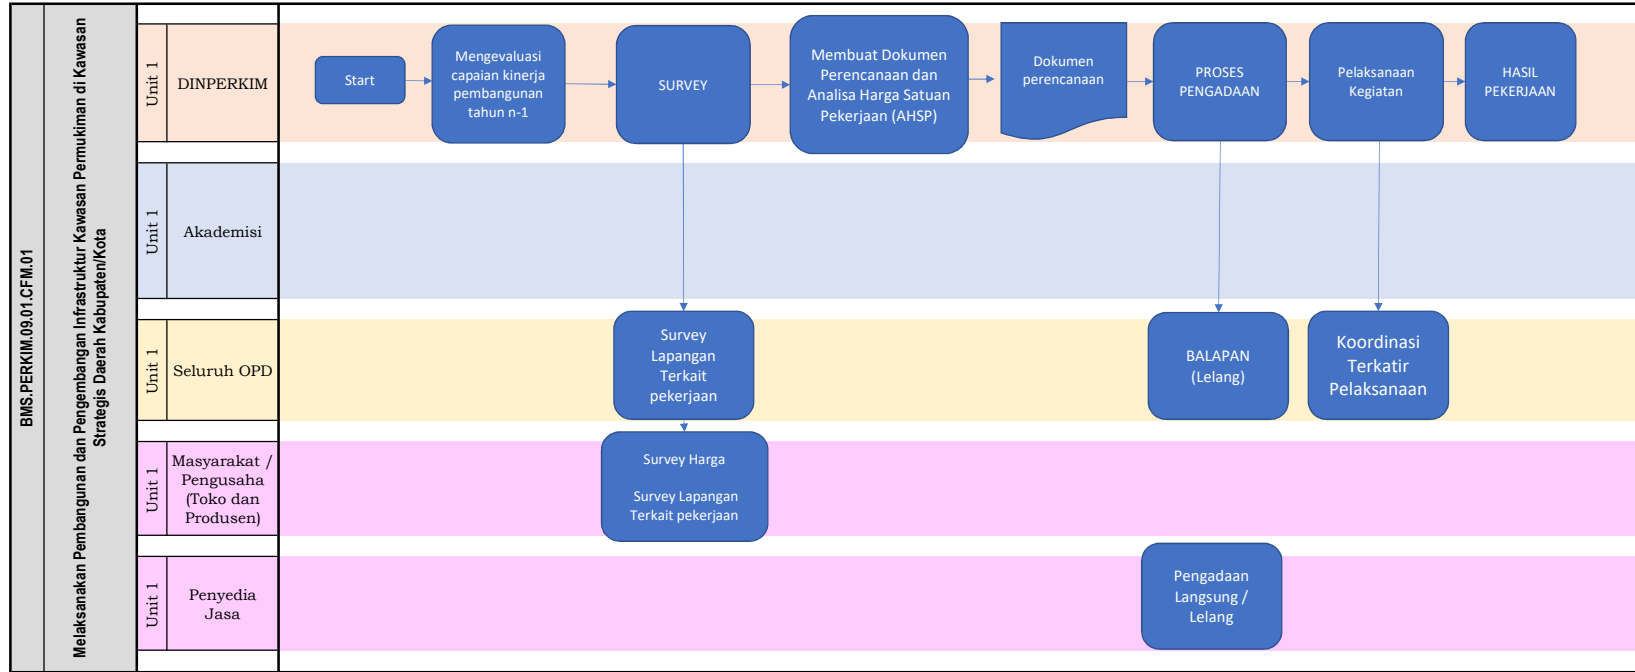 BMS.PERKIM.09.01.CFM.01
Melaksanakan Pembangunan dan Pengembangan Infrastruktur Kawasan Permukiman di Kawasan
Strategis Daerah Kabupaten/Kota
Unit 1
DINPERKIM
Start
Mengevaluasi
capaian kinerja
pembangunan
tahun n-1
SURVEY
Membuat Dokumen
Perencanaan dan
Analisa Harga Satuan
Pekerjaan (AHSP)
Dokumen
perencanaan
PROSES
PENGADAAN
Pelaksanaan
Kegiatan
HASIL
PEKERJAAN
Unit 1
Akademisi
Unit 1
Seluruh OPD
Survey
Lapangan
Terkait
pekerjaan
BALAPAN
(Lelang)
Koordinasi
Terkatir
Pelaksanaan
Unit 1
Masyarakat /
Pengusaha
(Toko dan
Produsen)
Survey Harga
Survey Lapangan
Terkait pekerjaan
Unit 1
Penyedia
Jasa
Pengadaan
Langsung /
Lelang